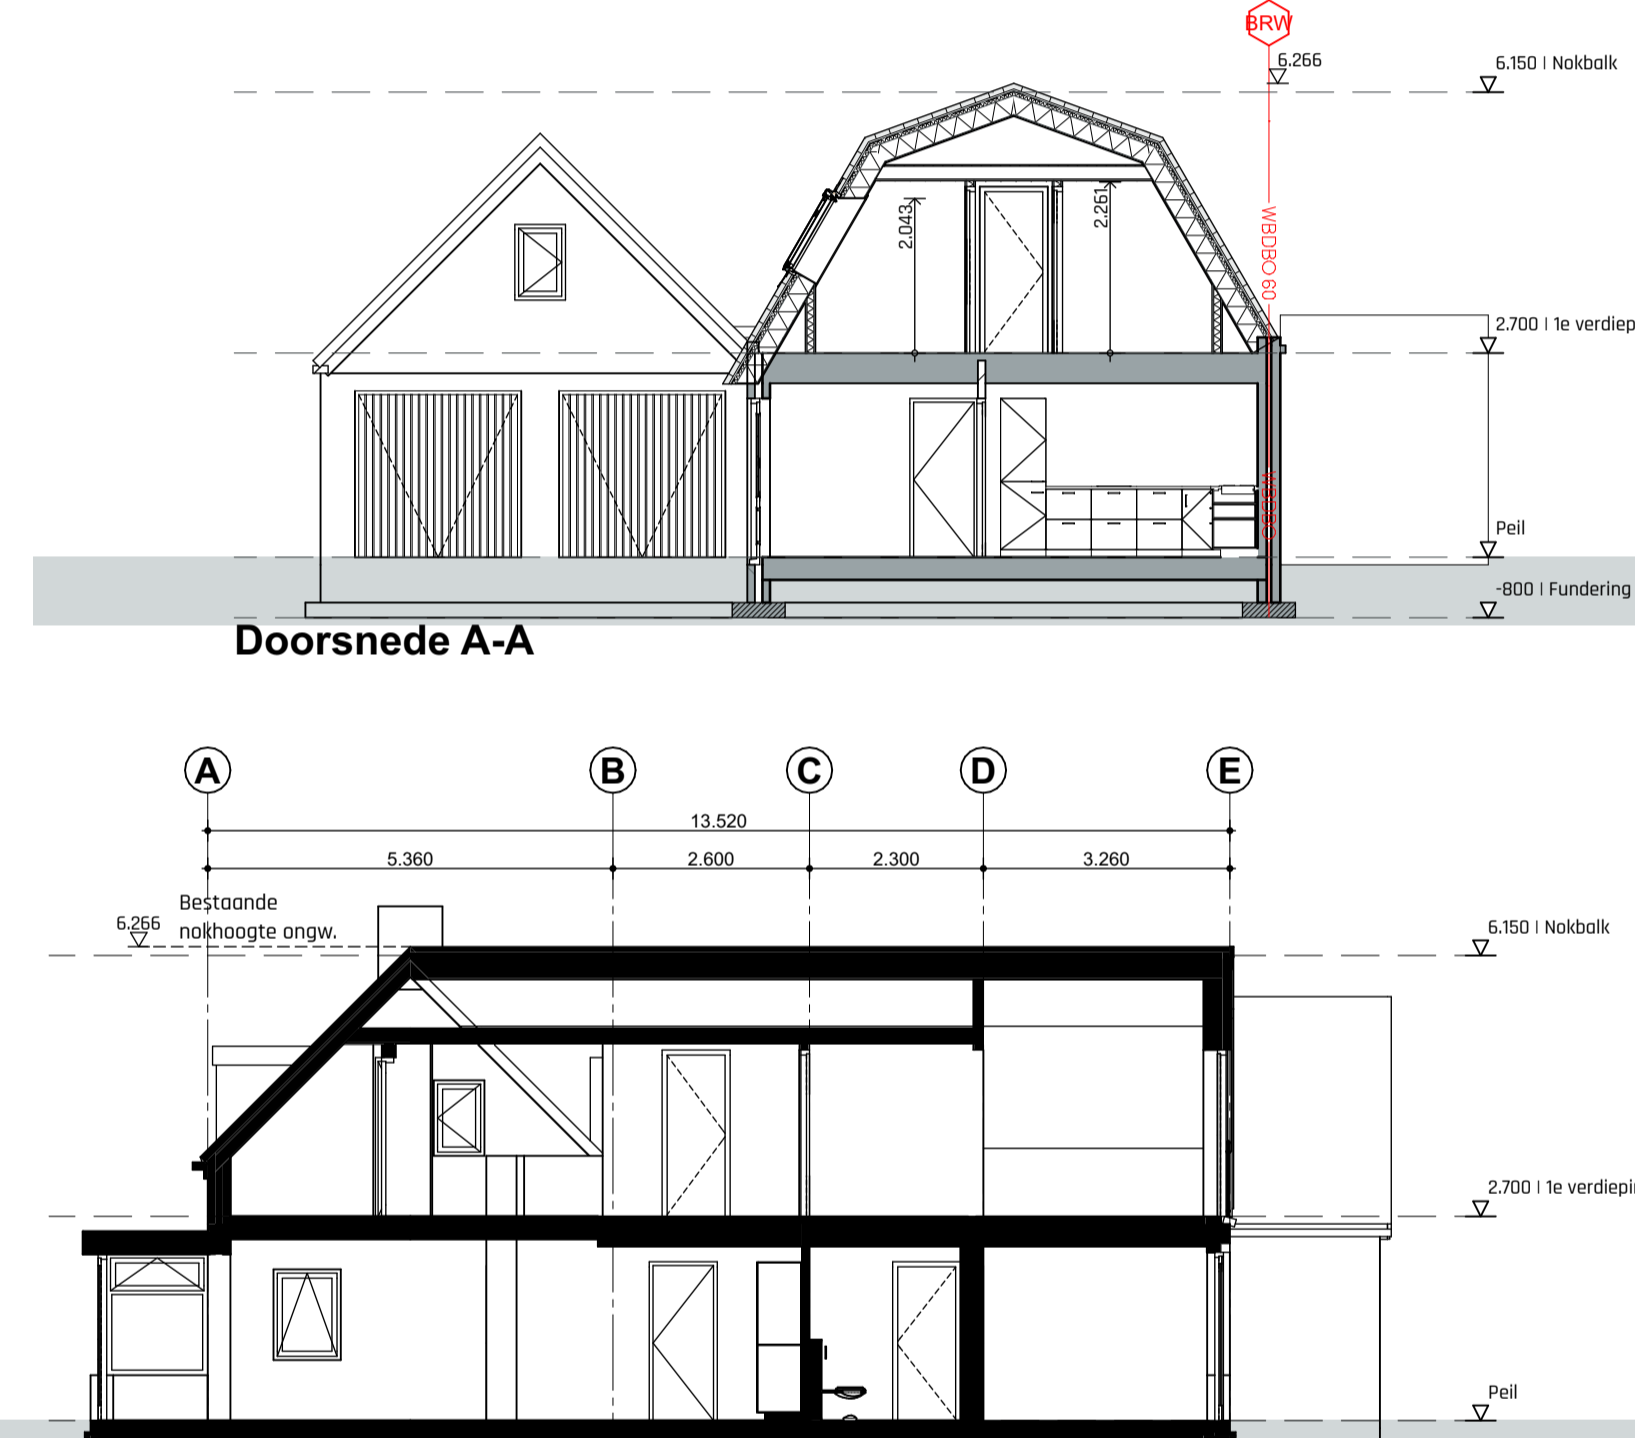 BRW
6.266
6.150 | Nokbalk
2.043
2.261
WBDBO 60
2.700 | 1e verdiep
WBDBO
Peil
-800 | Fundering
Doorsnede A-A
A
B
C
D
E
13.520
5.360
2.600
2.300
3.260
Bestaande
6.266
nokhoogte ongw.
6.150 | Nokbalk
2.700 | 1e verdiepi
Peil